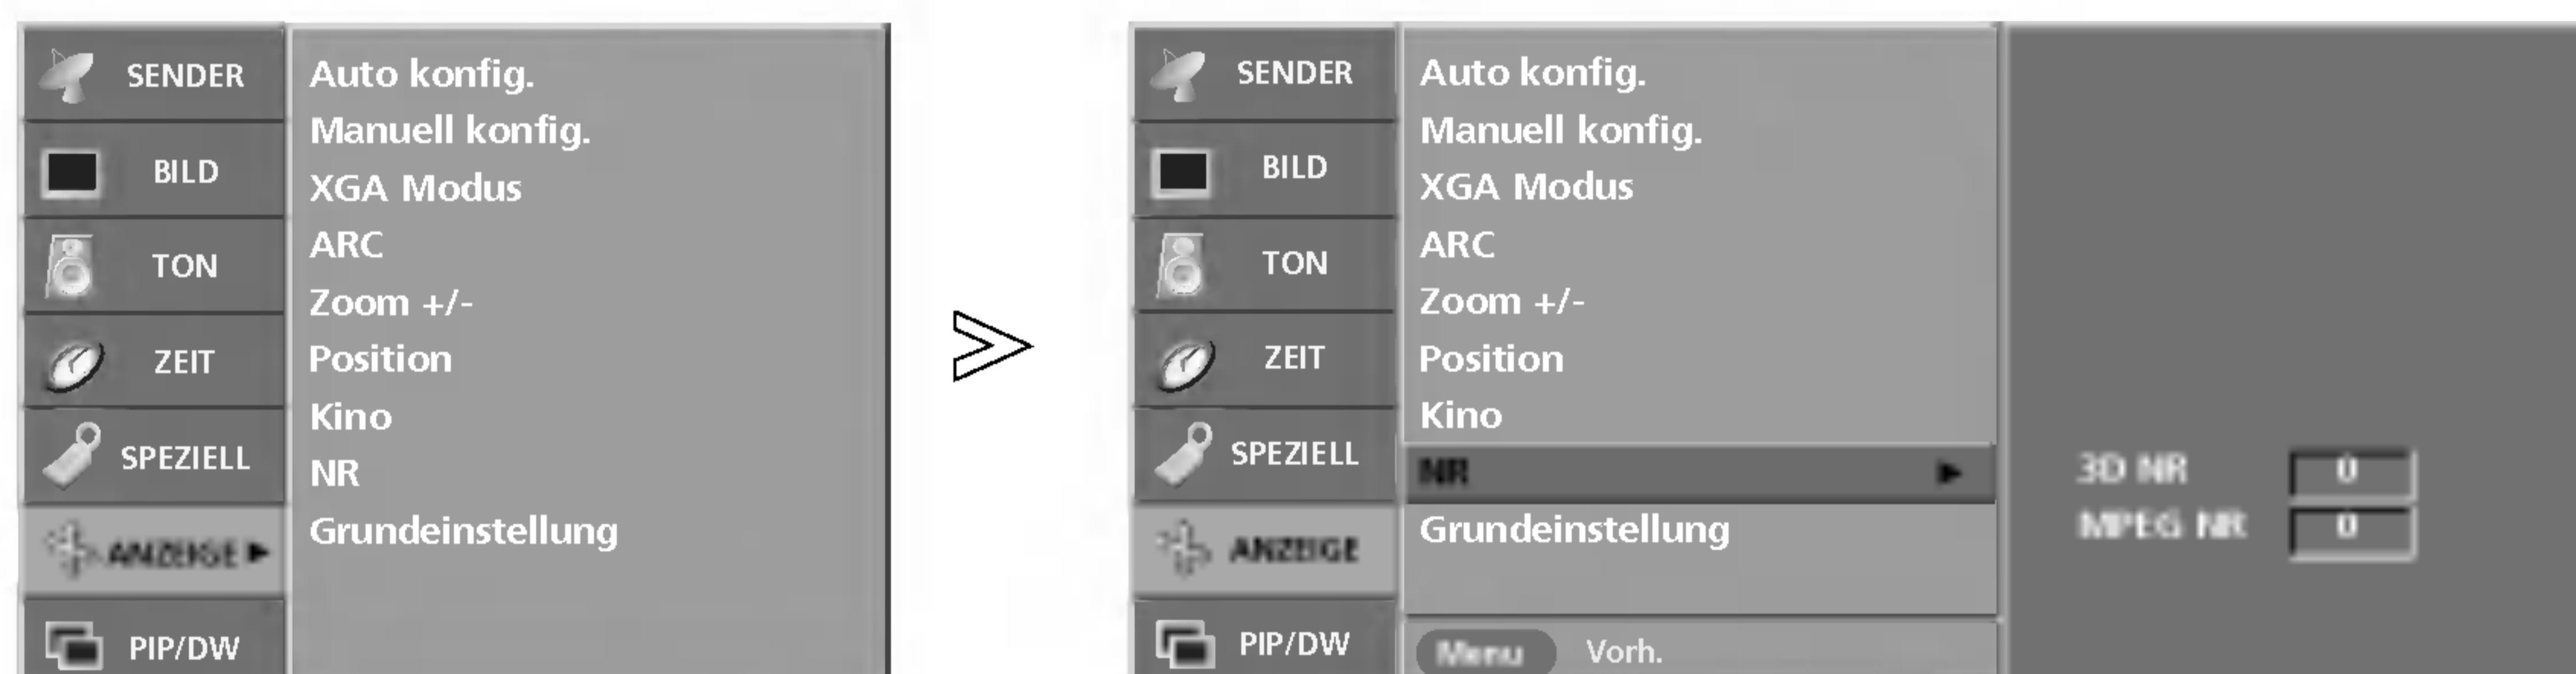 SENDER
BILD
TON
ZEIT
SPEZIELL
ANZEIGE ►
PIP/DW
Auto konfig.
Manuell konfig.
XGA Modus
ARC
Zoom +/-
Position
Kino
NR
Grundeinstellung
SENDER
BILD
TON
ZEIT
SPEZIELL
ANZEIGE
PIP/DW
Auto konfig.
Manuell konfig.
XGA Modus
ARC
Zoom +/-
Position
Kino
NR ►
Grundeinstellung
Menu Vorh.
3D NR 0
MPEG NR 0